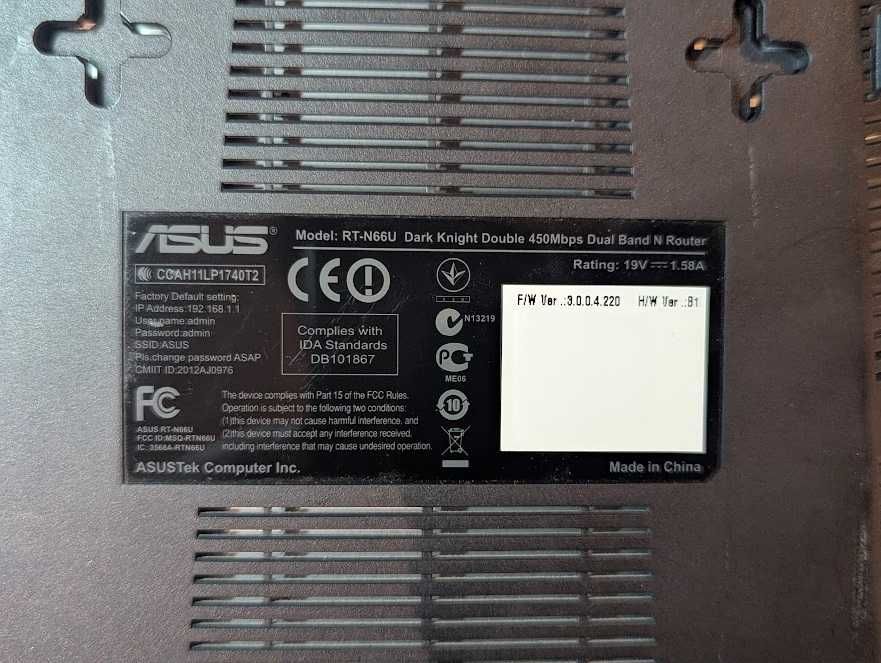 ASUS®
Model: RT-N66U Dark Knight Double 450Mbps Dual Band N Router
Rating: 19V⎓1.58A
CCAH11LP1740T2
Factory Default setting:
IP Address:192.168.1.1
User name:admin
Password:admin
SSID:ASUS
Pls.change password ASAP
CMIIT ID:2012AJ0976
CE
Complies with
IDA Standards
DB101867
N13219
ME06
10
F/W Ver .:3.0.0.4.220 H/W Ver .:B1
FC
ASUS RT-N66U
FCC ID:MSQ-RTN66U
IC: 3568A-RTN66U
The device complies with Part 15 of the FCC Rules.
Operation is subject to the following two conditions:
(1)this device may not cause harmful interference, and
(2)this device must accept any interference received,
including interference that may cause undesired operation.
ASUSTek Computer Inc.
Made in China